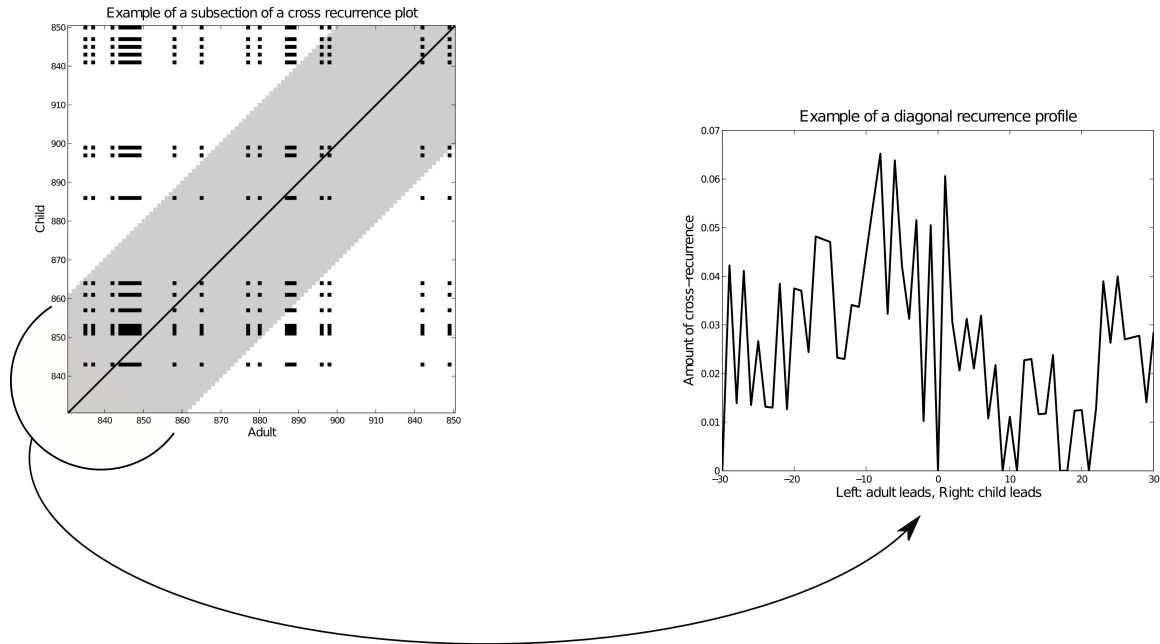 Example of a subsection of a cross recurrence plot
850
840
910
900
890
880
870
860
850
840
Child
840 850 860 870 880 890 900 910 840 850
Adult
Example of a diagonal recurrence profile
0.07
0.06
0.05
0.04
0.03
0.02
0.01
0
Amount of cross-recurrence
−30 −20 −10 0 10 20 30
Left: adult leads, Right: child leads